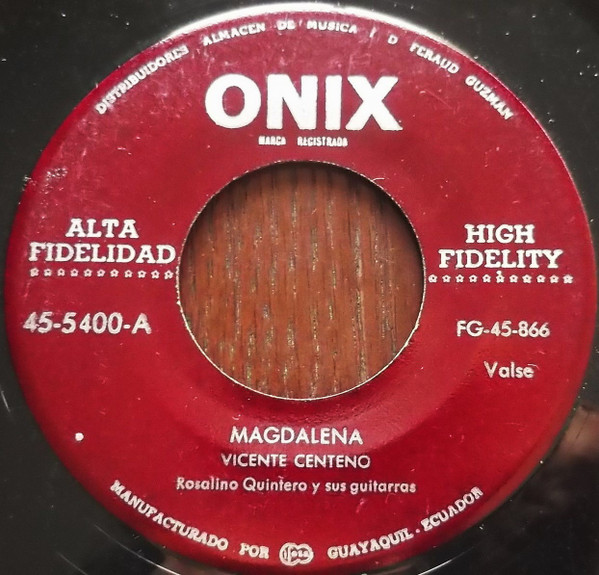 DISTRIBUIDORES ALMACEN DE MUSICA J D FERAUD GUZMAN
ONIX
MARCA REGISTRADA
ALTA
FIDELIDAD
HIGH
FIDELITY
45-5400-A
FG-45-866
Valse
MAGDALENA
VICENTE CENTENO
Rosalino Quintero y sus guitarras
MANUFACTURADO POR ifesa GUAYAQUIL - ECUADOR